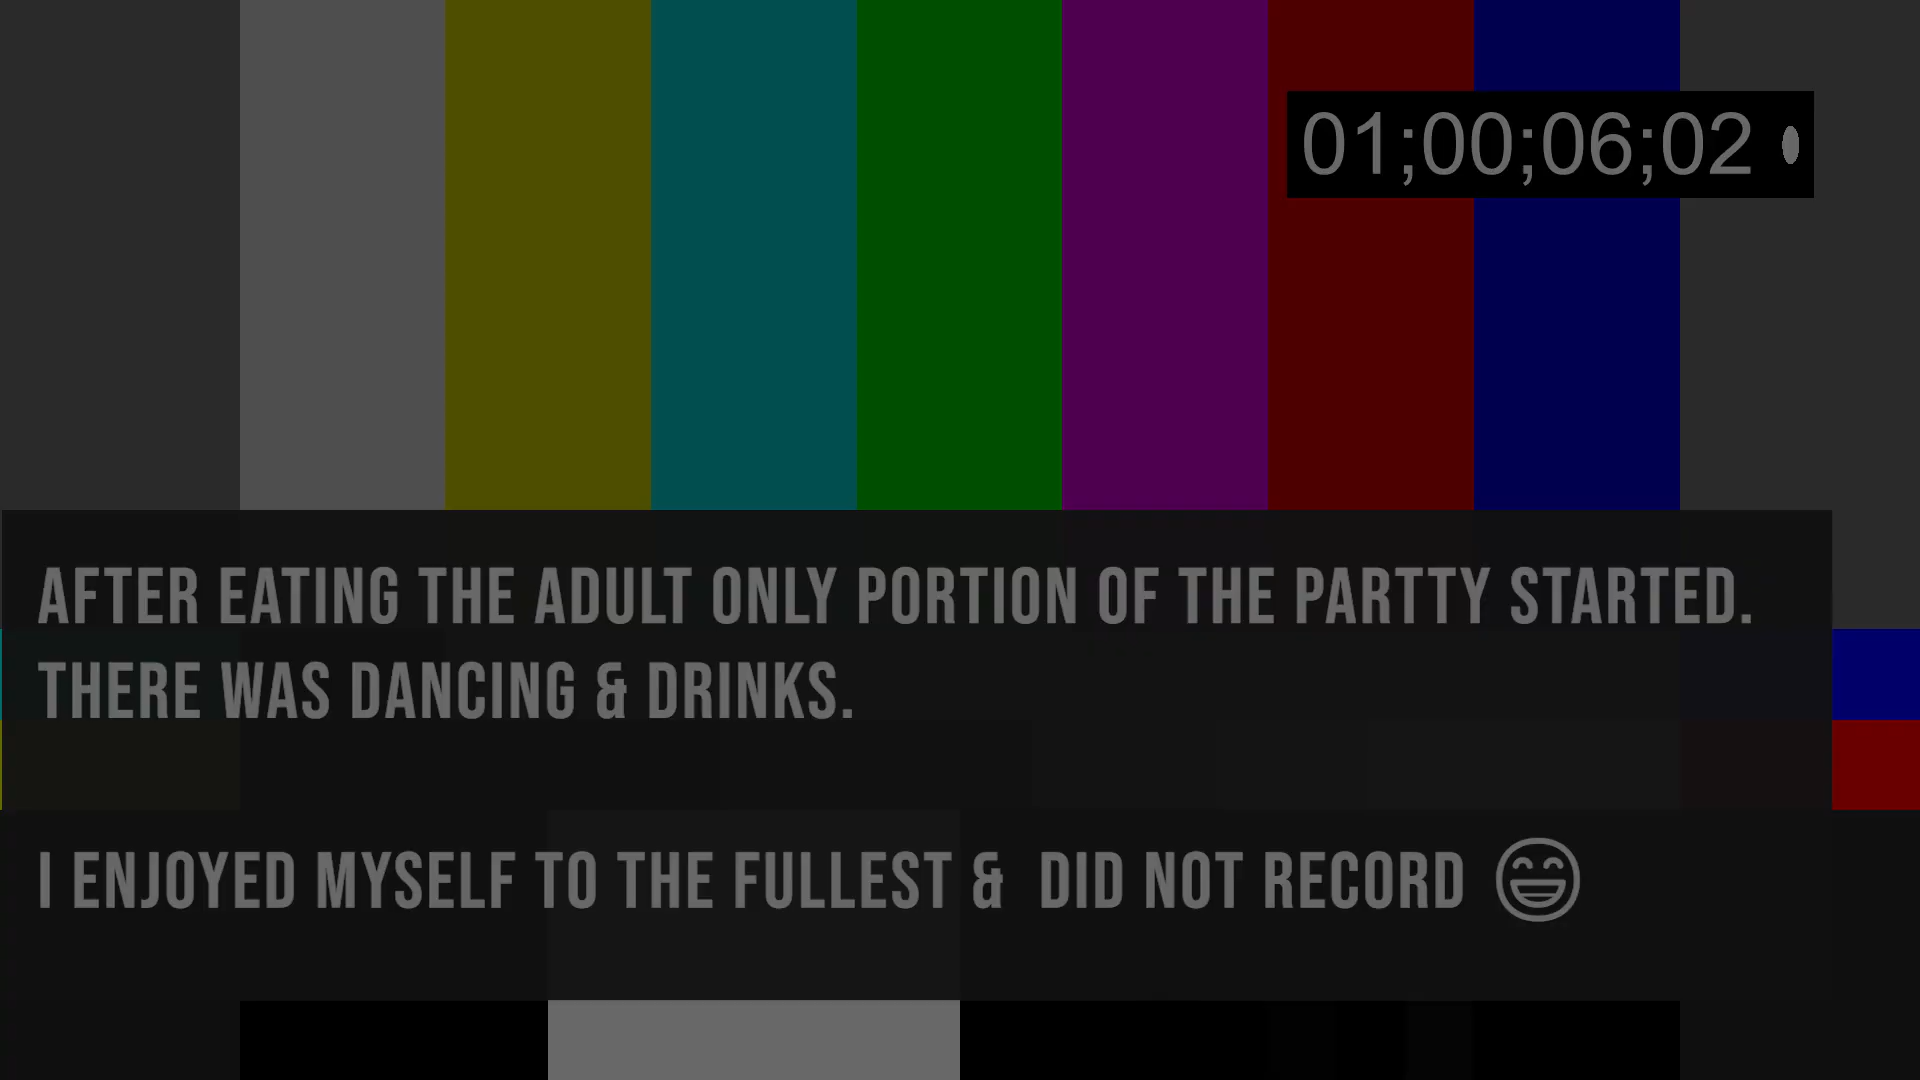 01;00;06;02
AFTER EATING THE ADULT ONLY PORTION OF THE PARTTY STARTED.
THERE WAS DANCING & DRINKS.
I ENJOYED MYSELF TO THE FULLEST &  DID NOT RECORD 😄